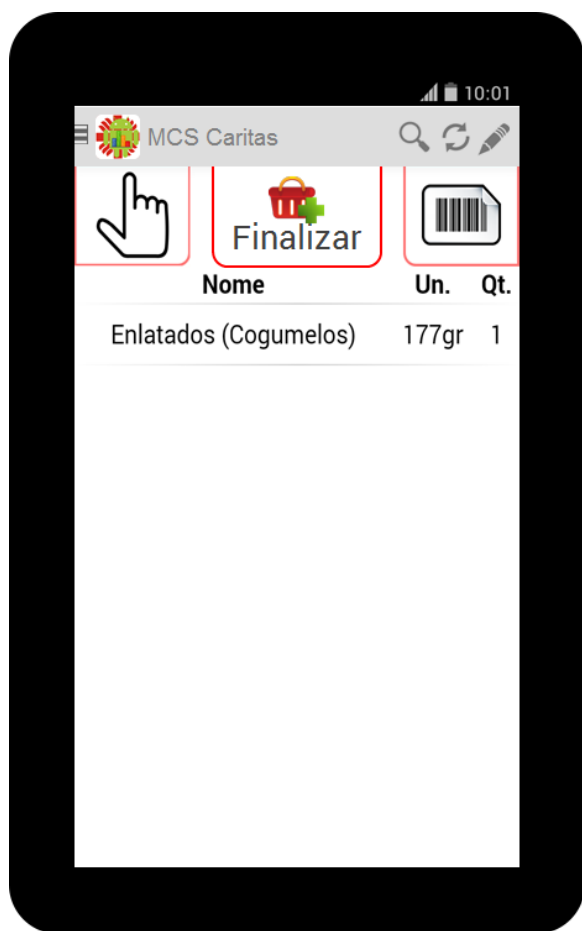 10:01
MCS Caritas
Finalizar
Nome Un. Qt.
Enlatados (Cogumelos) 177gr 1